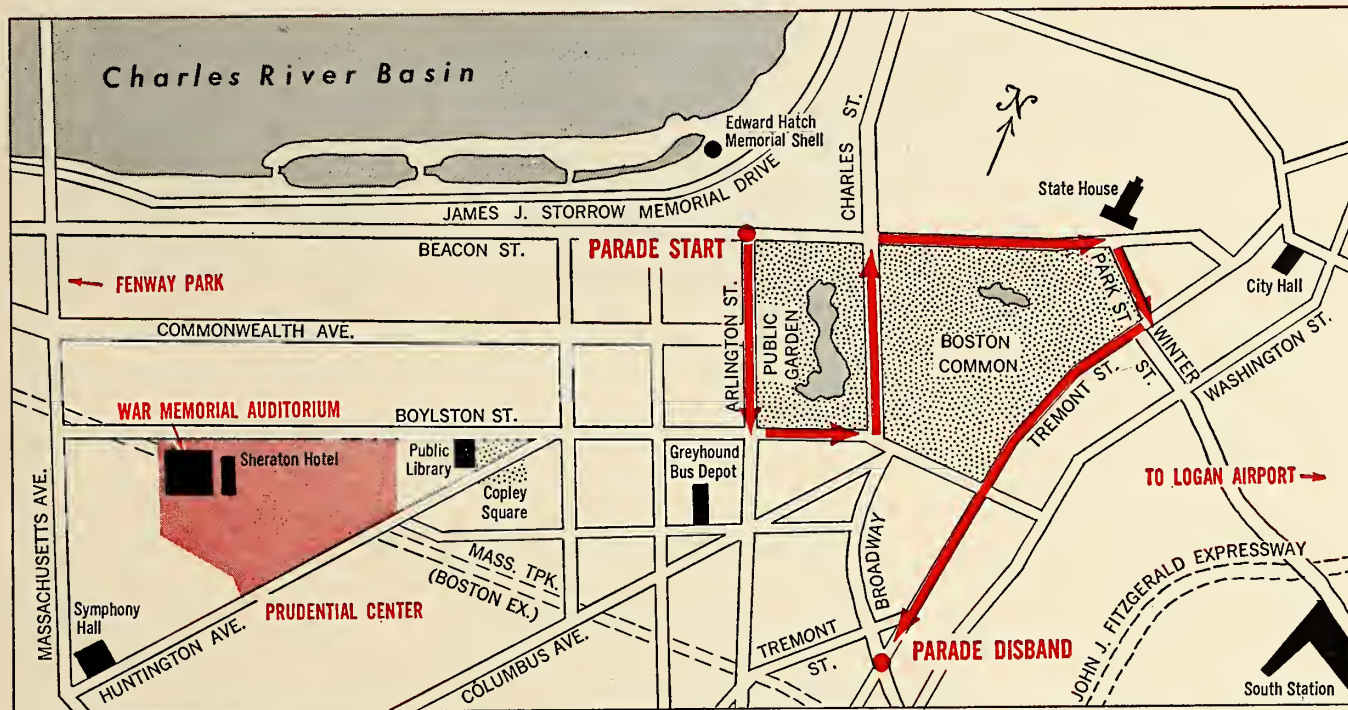 Charles River Basin
Edward Hatch
Memorial Shell
CHARLES ST.
N
State House
JAMES J. STORROW MEMORIAL DRIVE
BEACON ST.
PARADE START
FENWAY PARK
ARLINGTON ST.
PUBLIC
GARDEN
PARK ST.
City Hall
COMMONWEALTH AVE.
BOSTON
COMMON
WINTER
ST.
WASHINGTON ST.
TREMONT ST.
WAR MEMORIAL AUDITORIUM
BOYLSTON ST.
Sheraton Hotel
Public
Library
Greyhound
Bus Depot
Copley
Square
TO LOGAN AIRPORT
MASSACHUSETTS AVE.
MASS. TPK.
(BOSTON EX.)
BROADWAY
JOHN J. FITZGERALD EXPRESSWAY
Symphony
Hall
PRUDENTIAL CENTER
HUNTINGTON AVE.
COLUMBUS AVE.
TREMONT
ST.
PARADE DISBAND
South Station